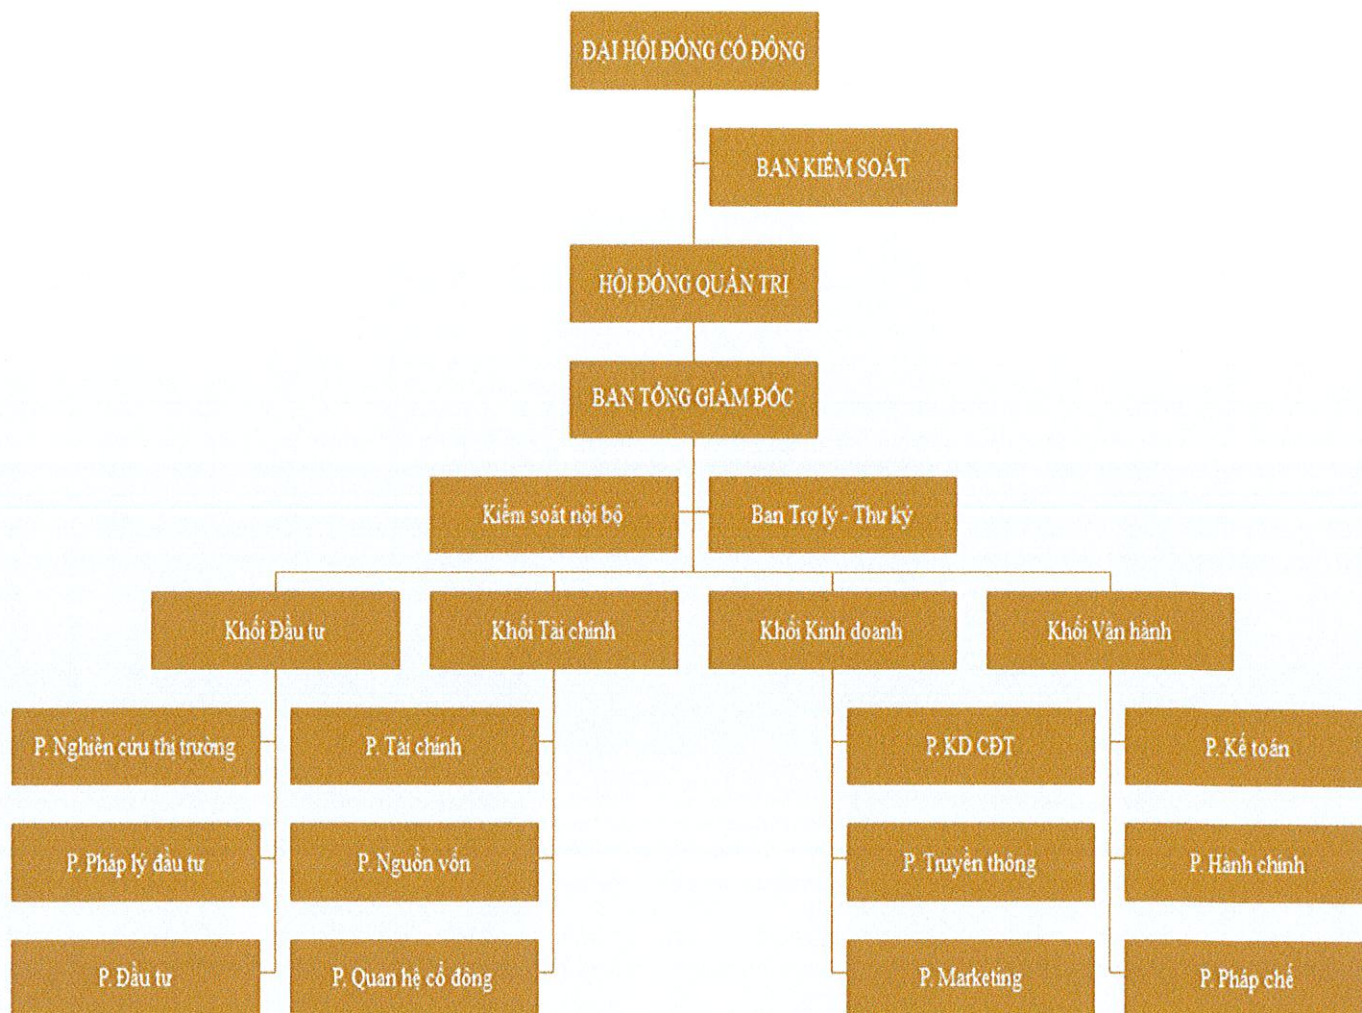 ĐẠI HỘI ĐỒNG CỔ ĐÔNG
BAN KIỂM SOÁT
HỘI ĐỒNG QUẢN TRỊ
BAN TỔNG GIÁM ĐỐC
Kiểm soát nội bộ
Ban Trợ lý - Thư ký
Khối Đầu tư
Khối Tài chính
Khối Kinh doanh
Khối Vận hành
P. Nghiên cứu thị trường
P. Tài chính
P. KD CĐT
P. Kế toán
P. Pháp lý đầu tư
P. Nguồn vốn
P. Truyền thông
P. Hành chính
P. Đầu tư
P. Quan hệ cổ đông
P. Marketing
P. Pháp chế